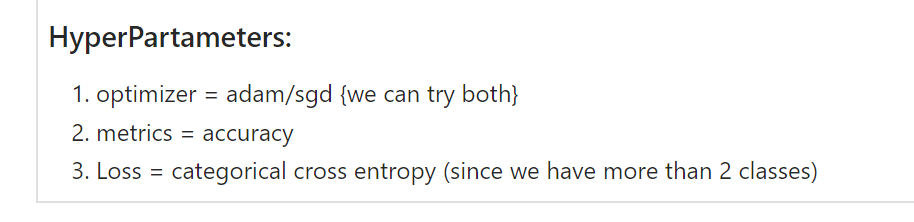 HyperPartameters:
1. optimizer = adam/sgd {we can try both}
2. metrics = accuracy
3. Loss = categorical cross entropy (since we have more than 2 classes)